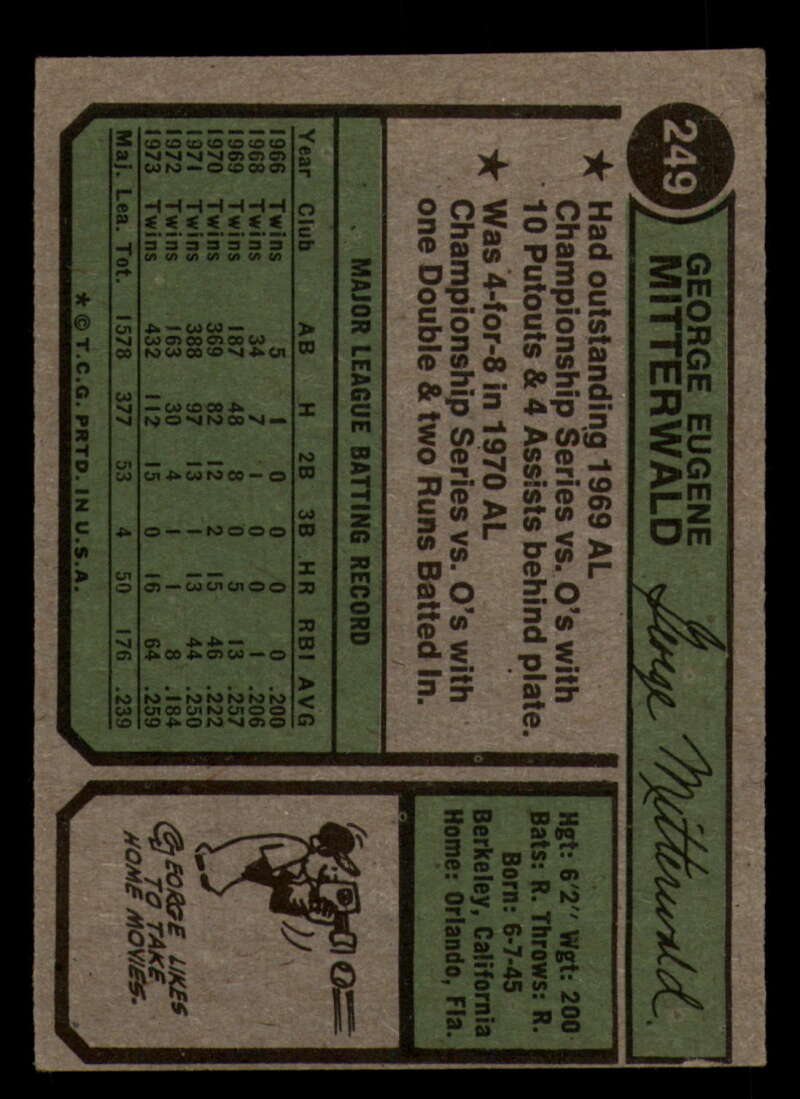 249
GEORGE EUGENE
MITTERWALD
George Mitterwald
★ Had outstanding 1969 AL
Championship Series vs. O's with
10 Putouts & 4 Assists behind plate.
★ Was 4-for-8 in 1970 AL
Championship Series vs. O's with
one Double & two Runs Batted In.
Hgt: 6'2" Wgt: 200
Bats: R. Throws: R.
Born: 6-7-45
Berkeley, California
Home: Orlando, Fla.
MAJOR LEAGUE BATTING RECORD
Year Club AB H 2B 3B HR RBI AVG
1966 Twins 5 1 0 0 0 0 .200
1968 Twins 34 7 1 0 0 1 .206
1969 Twins 187 48 8 0 5 13 .257
1970 Twins 369 82 12 2 15 46 .222
1971 Twins 388 97 13 1 13 44 .250
1972 Twins 163 30 4 1 1 8 .184
1973 Twins 432 112 15 0 16 64 .259
Maj. Lea. Tot. 1578 377 53 4 50 176 .239
* © T.C.G. PRTD. IN U.S.A.
GEORGE LIKES
TO TAKE
HOME MOVIES.